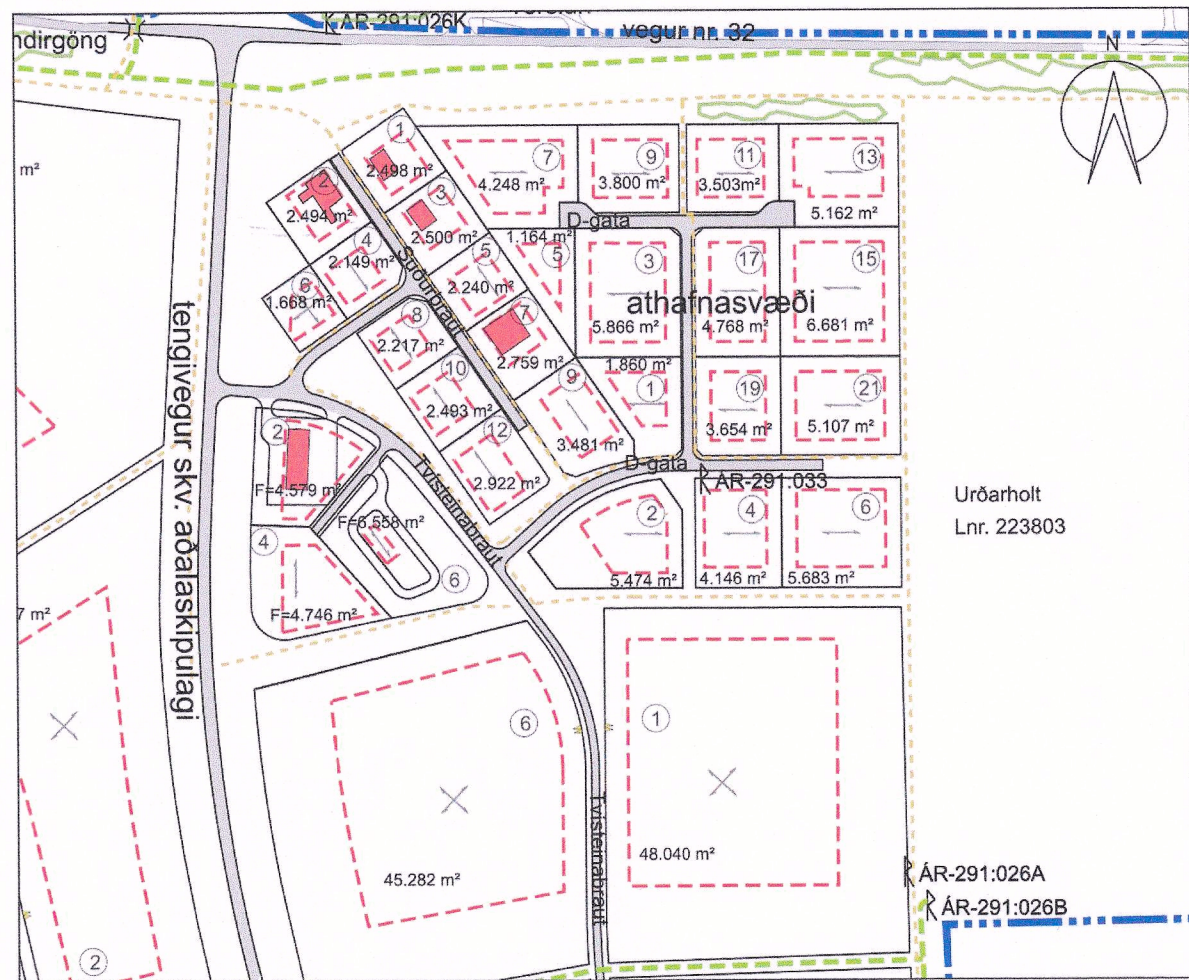 ÁR-291:026K
vegur nr. 32
ndirgöng
N
m²
1
2.498 m²
2
2.494 m²
3
2.500 m²
4
2.149 m²
5
2.240 m²
6
1.668 m²
7
2.759 m²
8
2.217 m²
9
3.481 m²
10
2.493 m²
12
2.922 m²
Suðurbraut
7
4.248 m²
9
3.800 m²
11
3.503m²
13
5.162 m²
D-gata
1.164 m²
5
3
5.866 m²
17
4.768 m²
15
6.681 m²
athafnasvæði
1.860 m²
1
19
3.654 m²
21
5.107 m²
D-gata
ÁR-291:033
2
5.474 m²
4
4.146 m²
6
5.683 m²
Urðarholt
Lnr. 223803
tengivegur skv. aðalaskipulagi
2
F=4.579 m²
F=6.558 m²
6
4
F=4.746 m²
Tvísteinabraut
7 m²
6
45.282 m²
1
48.040 m²
Tvísteinabraut
ÁR-291:026A
ÁR-291:026B
2